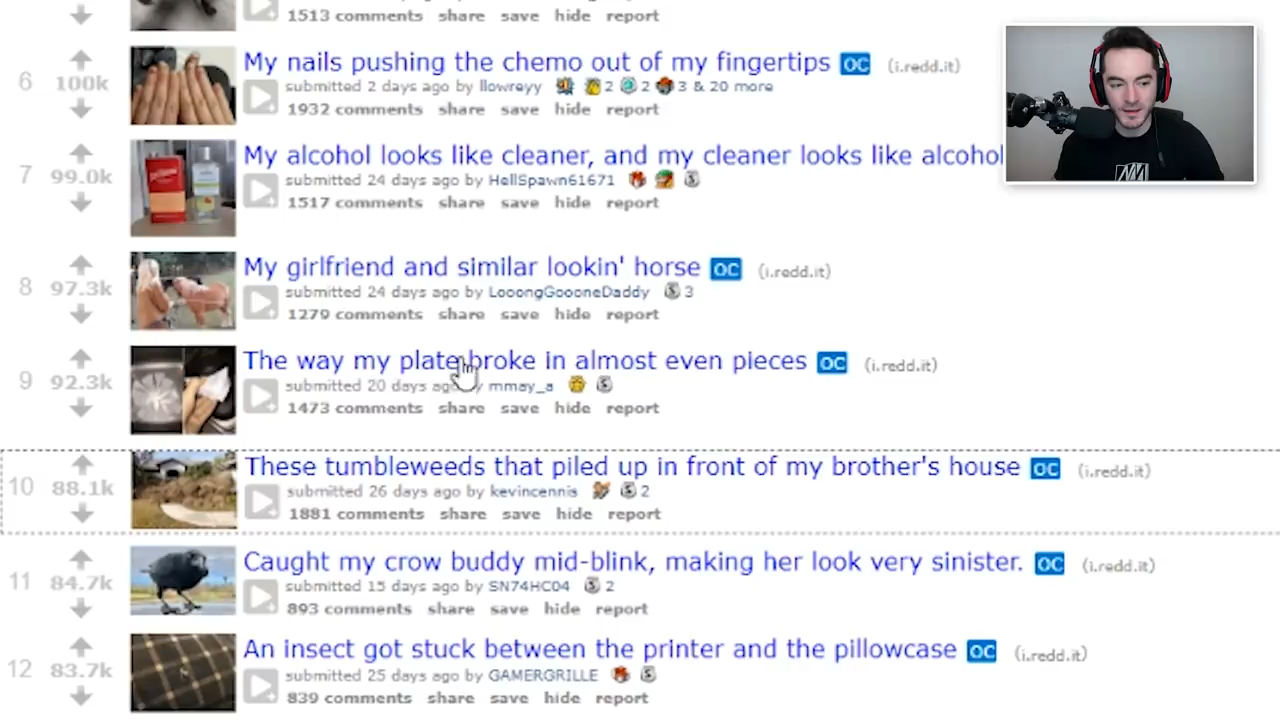 1513 comments share save hide report
6 100k My nails pushing the chemo out of my fingertips OC (i.redd.it)
submitted 2 days ago by llowreyy 2 2 3 & 20 more
1932 comments share save hide report
7 99.0k My alcohol looks like cleaner, and my cleaner looks like alcohol
submitted 24 days ago by HellSpawn61671
1517 comments share save hide report
8 97.3k My girlfriend and similar lookin' horse OC (i.redd.it)
submitted 24 days ago by LooongGoooneDaddy 3
1279 comments share save hide report
9 92.3k The way my plate broke in almost even pieces OC (i.redd.it)
submitted 20 days ago mmay_a
1473 comments share save hide report
10 88.1k These tumbleweeds that piled up in front of my brother's house OC (i.redd.it)
submitted 26 days ago by kevincennis 2
1881 comments share save hide report
11 84.7k Caught my crow buddy mid-blink, making her look very sinister. OC (i.redd.it)
submitted 15 days ago by SN74HC04 2
893 comments share save hide report
12 83.7k An insect got stuck between the printer and the pillowcase OC (i.redd.it)
submitted 25 days ago by GAMERGRILLE
839 comments share save hide report